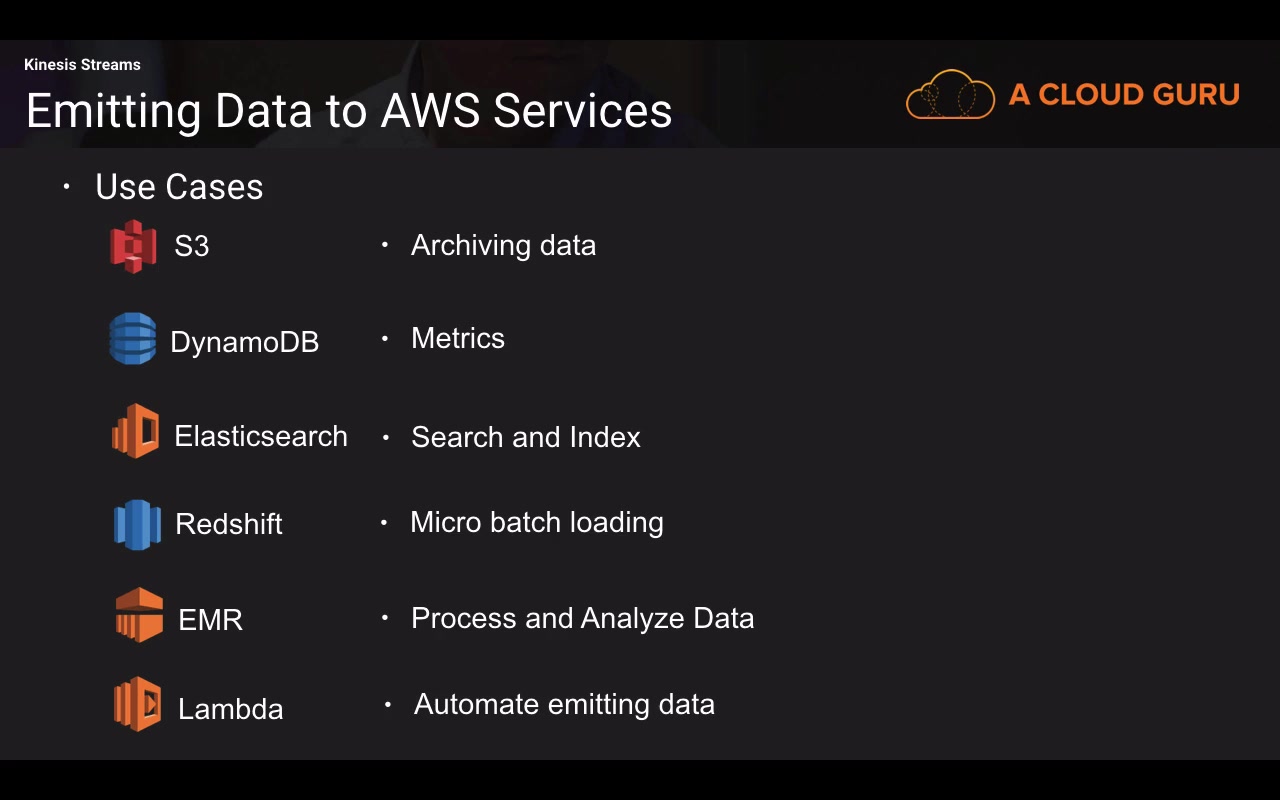 Kinesis Streams
Emitting Data to AWS Services
A CLOUD GURU
• Use Cases
S3 • Archiving data
DynamoDB • Metrics
Elasticsearch • Search and Index
Redshift • Micro batch loading
EMR • Process and Analyze Data
Lambda • Automate emitting data